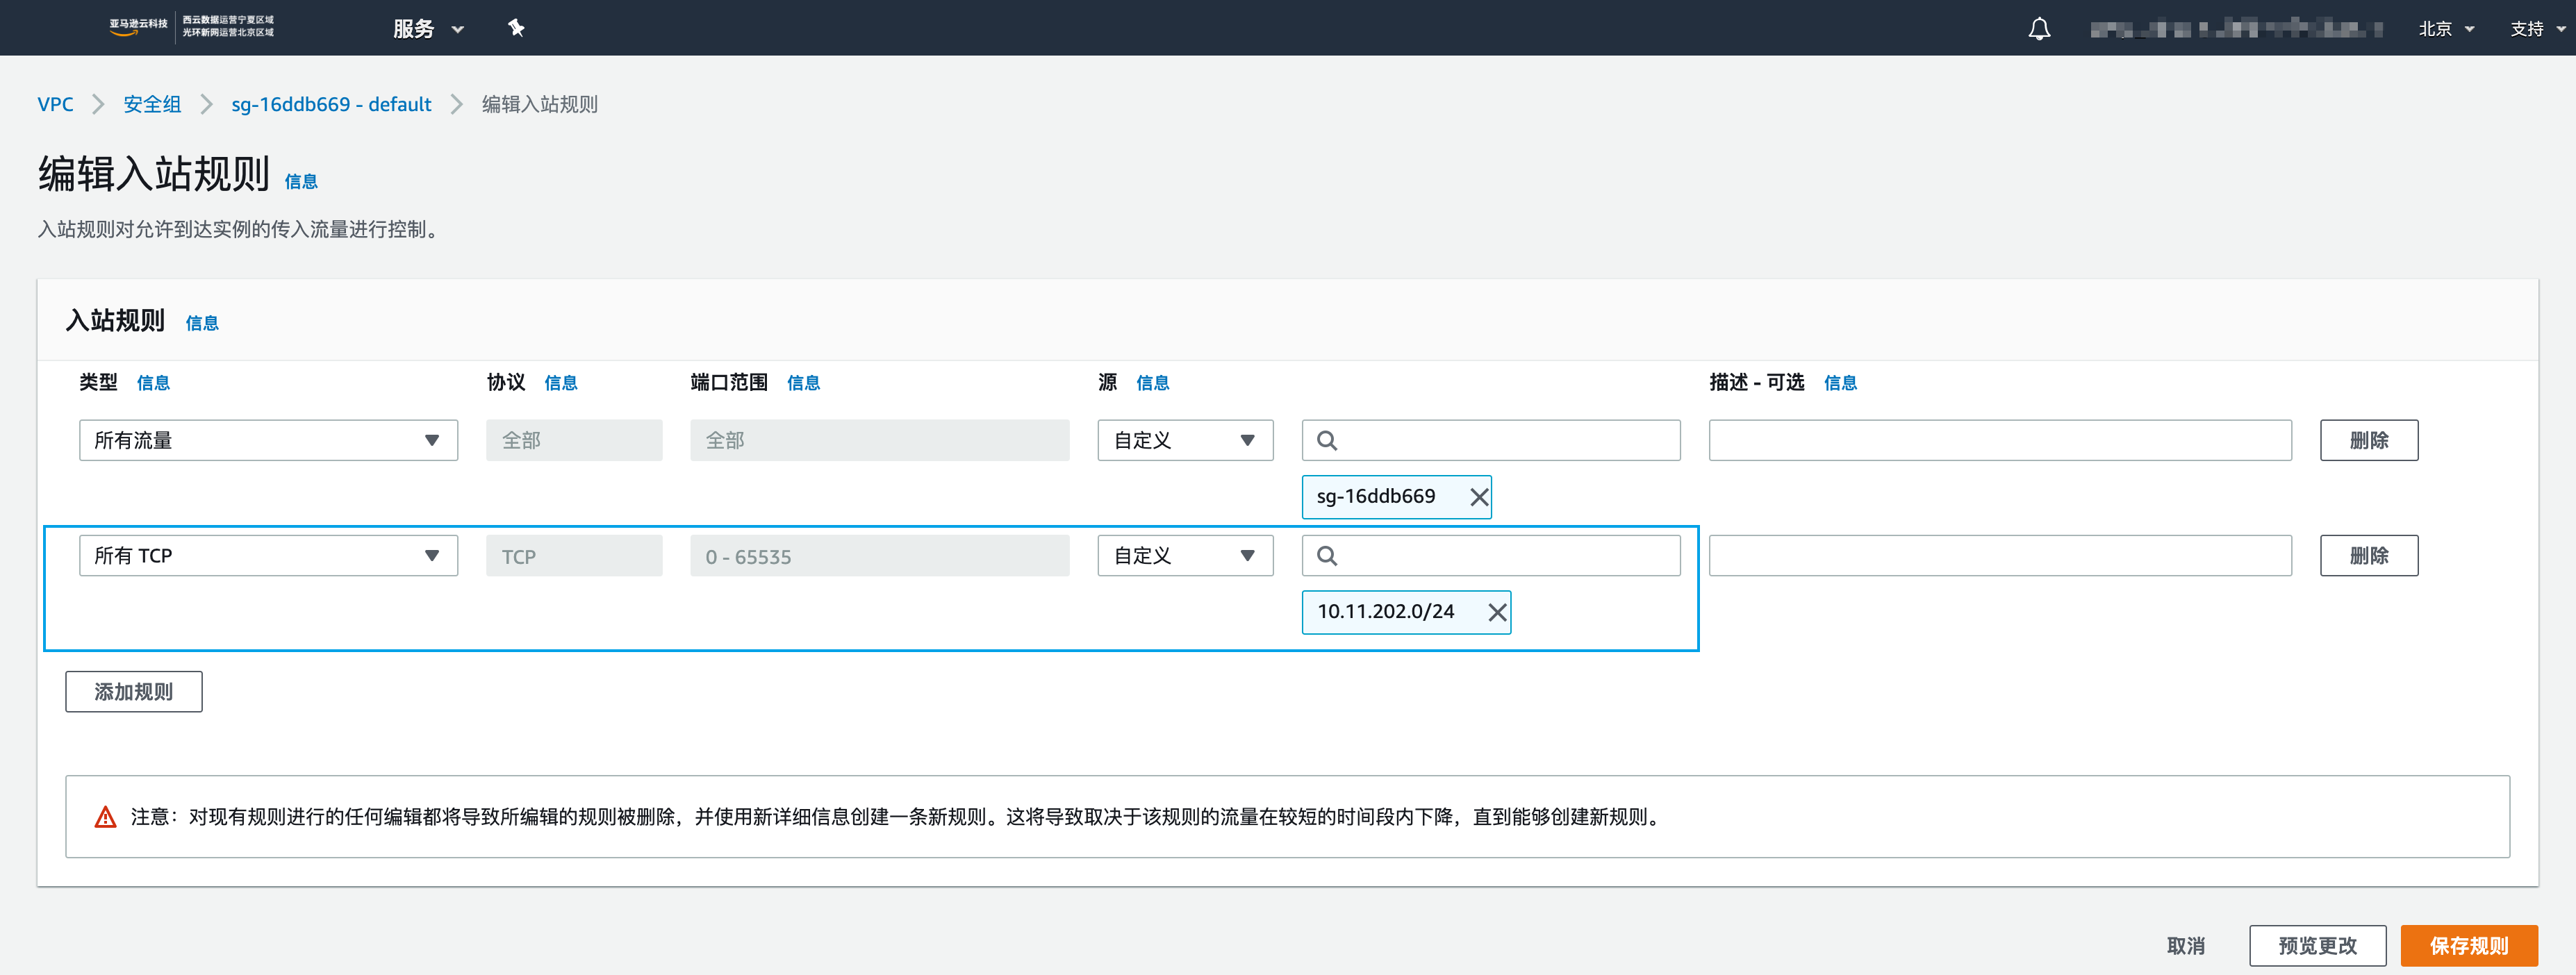 亚马逊云科技 西云数据运营宁夏区域
光环新网运营北京区域
服务
北京 支持
VPC 安全组 sg-16ddb669 - default 编辑入站规则
编辑入站规则 信息
入站规则对允许到达实例的传入流量进行控制。
入站规则 信息
类型 信息 协议 信息 端口范围 信息 源 信息 描述 - 可选 信息
所有流量 全部 全部 自定义 删除
sg-16ddb669
所有 TCP TCP 0 - 65535 自定义 删除
10.11.202.0/24
添加规则
注意：对现有规则进行的任何编辑都将导致所编辑的规则被删除，并使用新详细信息创建一条新规则。这将导致取决于该规则的流量在较短的时间段内下降，直到能够创建新规则。
取消 预览更改 保存规则